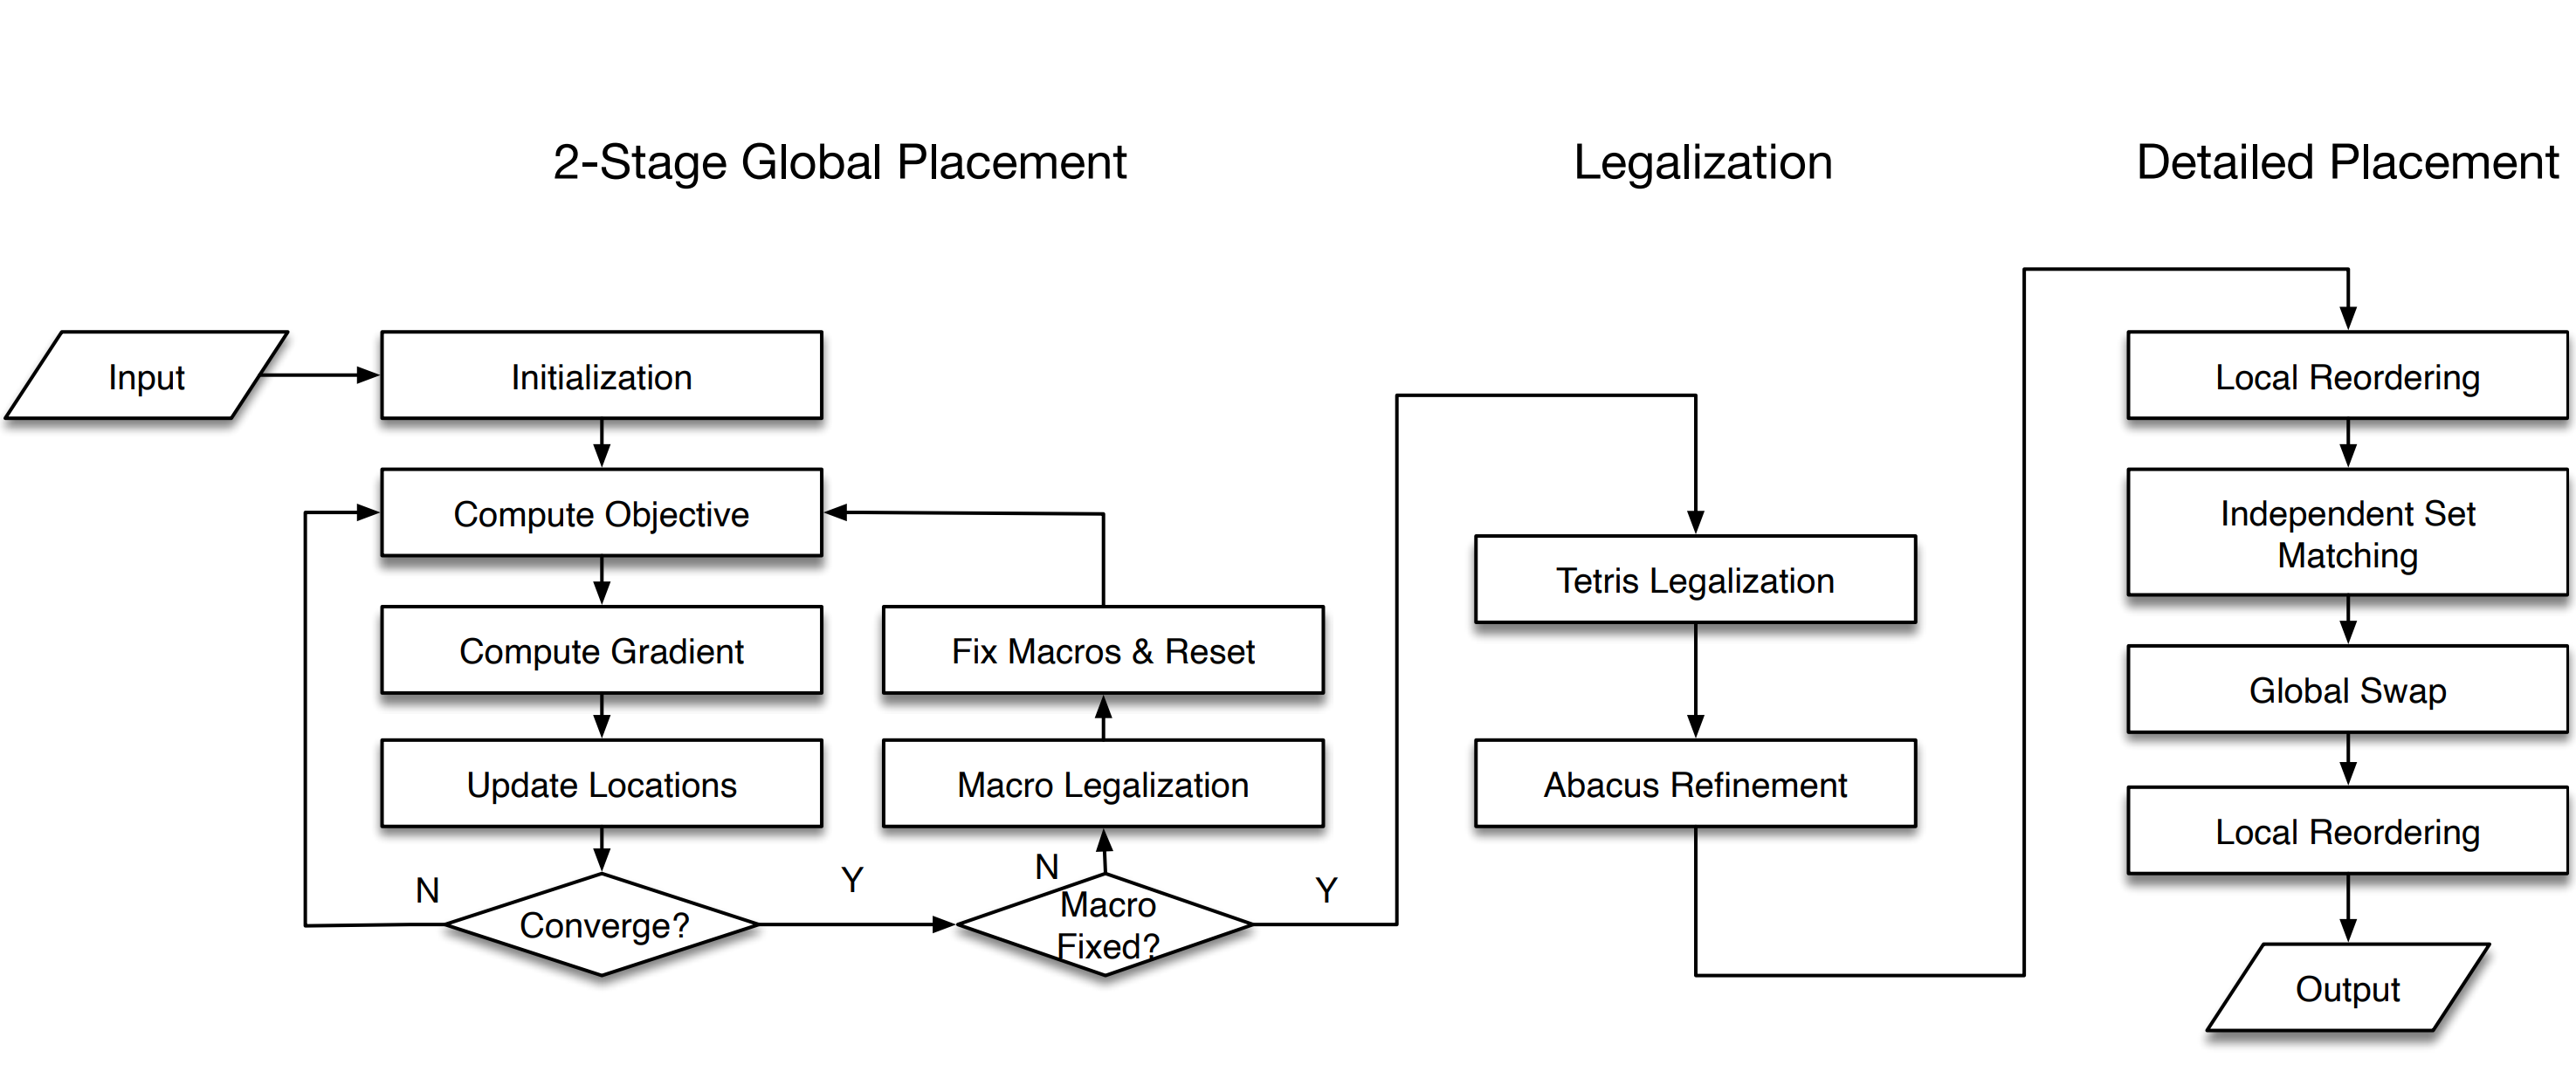 2-Stage Global Placement
Legalization
Detailed Placement
Input
Initialization
Compute Objective
Compute Gradient
Update Locations
Converge?
N
Y
Macro
Fixed?
N
Y
Macro Legalization
Fix Macros & Reset
Tetris Legalization
Abacus Refinement
Local Reordering
Independent Set
Matching
Global Swap
Local Reordering
Output